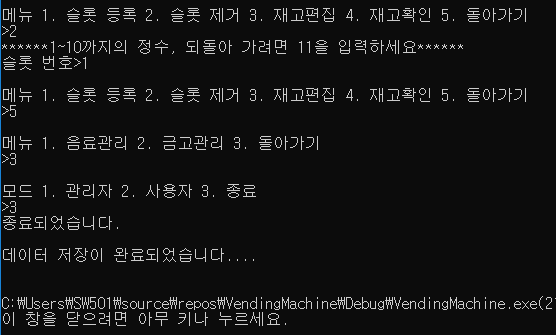 메뉴 1. 슬롯 등록 2. 슬롯 제거 3. 재고편집 4. 재고확인 5. 돌아가기
>2
******1~10까지의 정수, 되돌아 가려면 11을 입력하세요******
슬롯 번호>1
메뉴 1. 슬롯 등록 2. 슬롯 제거 3. 재고편집 4. 재고확인 5. 돌아가기
>5
메뉴 1. 음료관리 2. 금고관리 3. 돌아가기
>3
모드 1. 관리자 2. 사용자 3. 종료
>3
종료되었습니다.
데이터 저장이 완료되었습니다....
C:\Users\SW501\source\repos\VendingMachine\Debug\VendingMachine.exe(2
이 창을 닫으려면 아무 키나 누르세요.